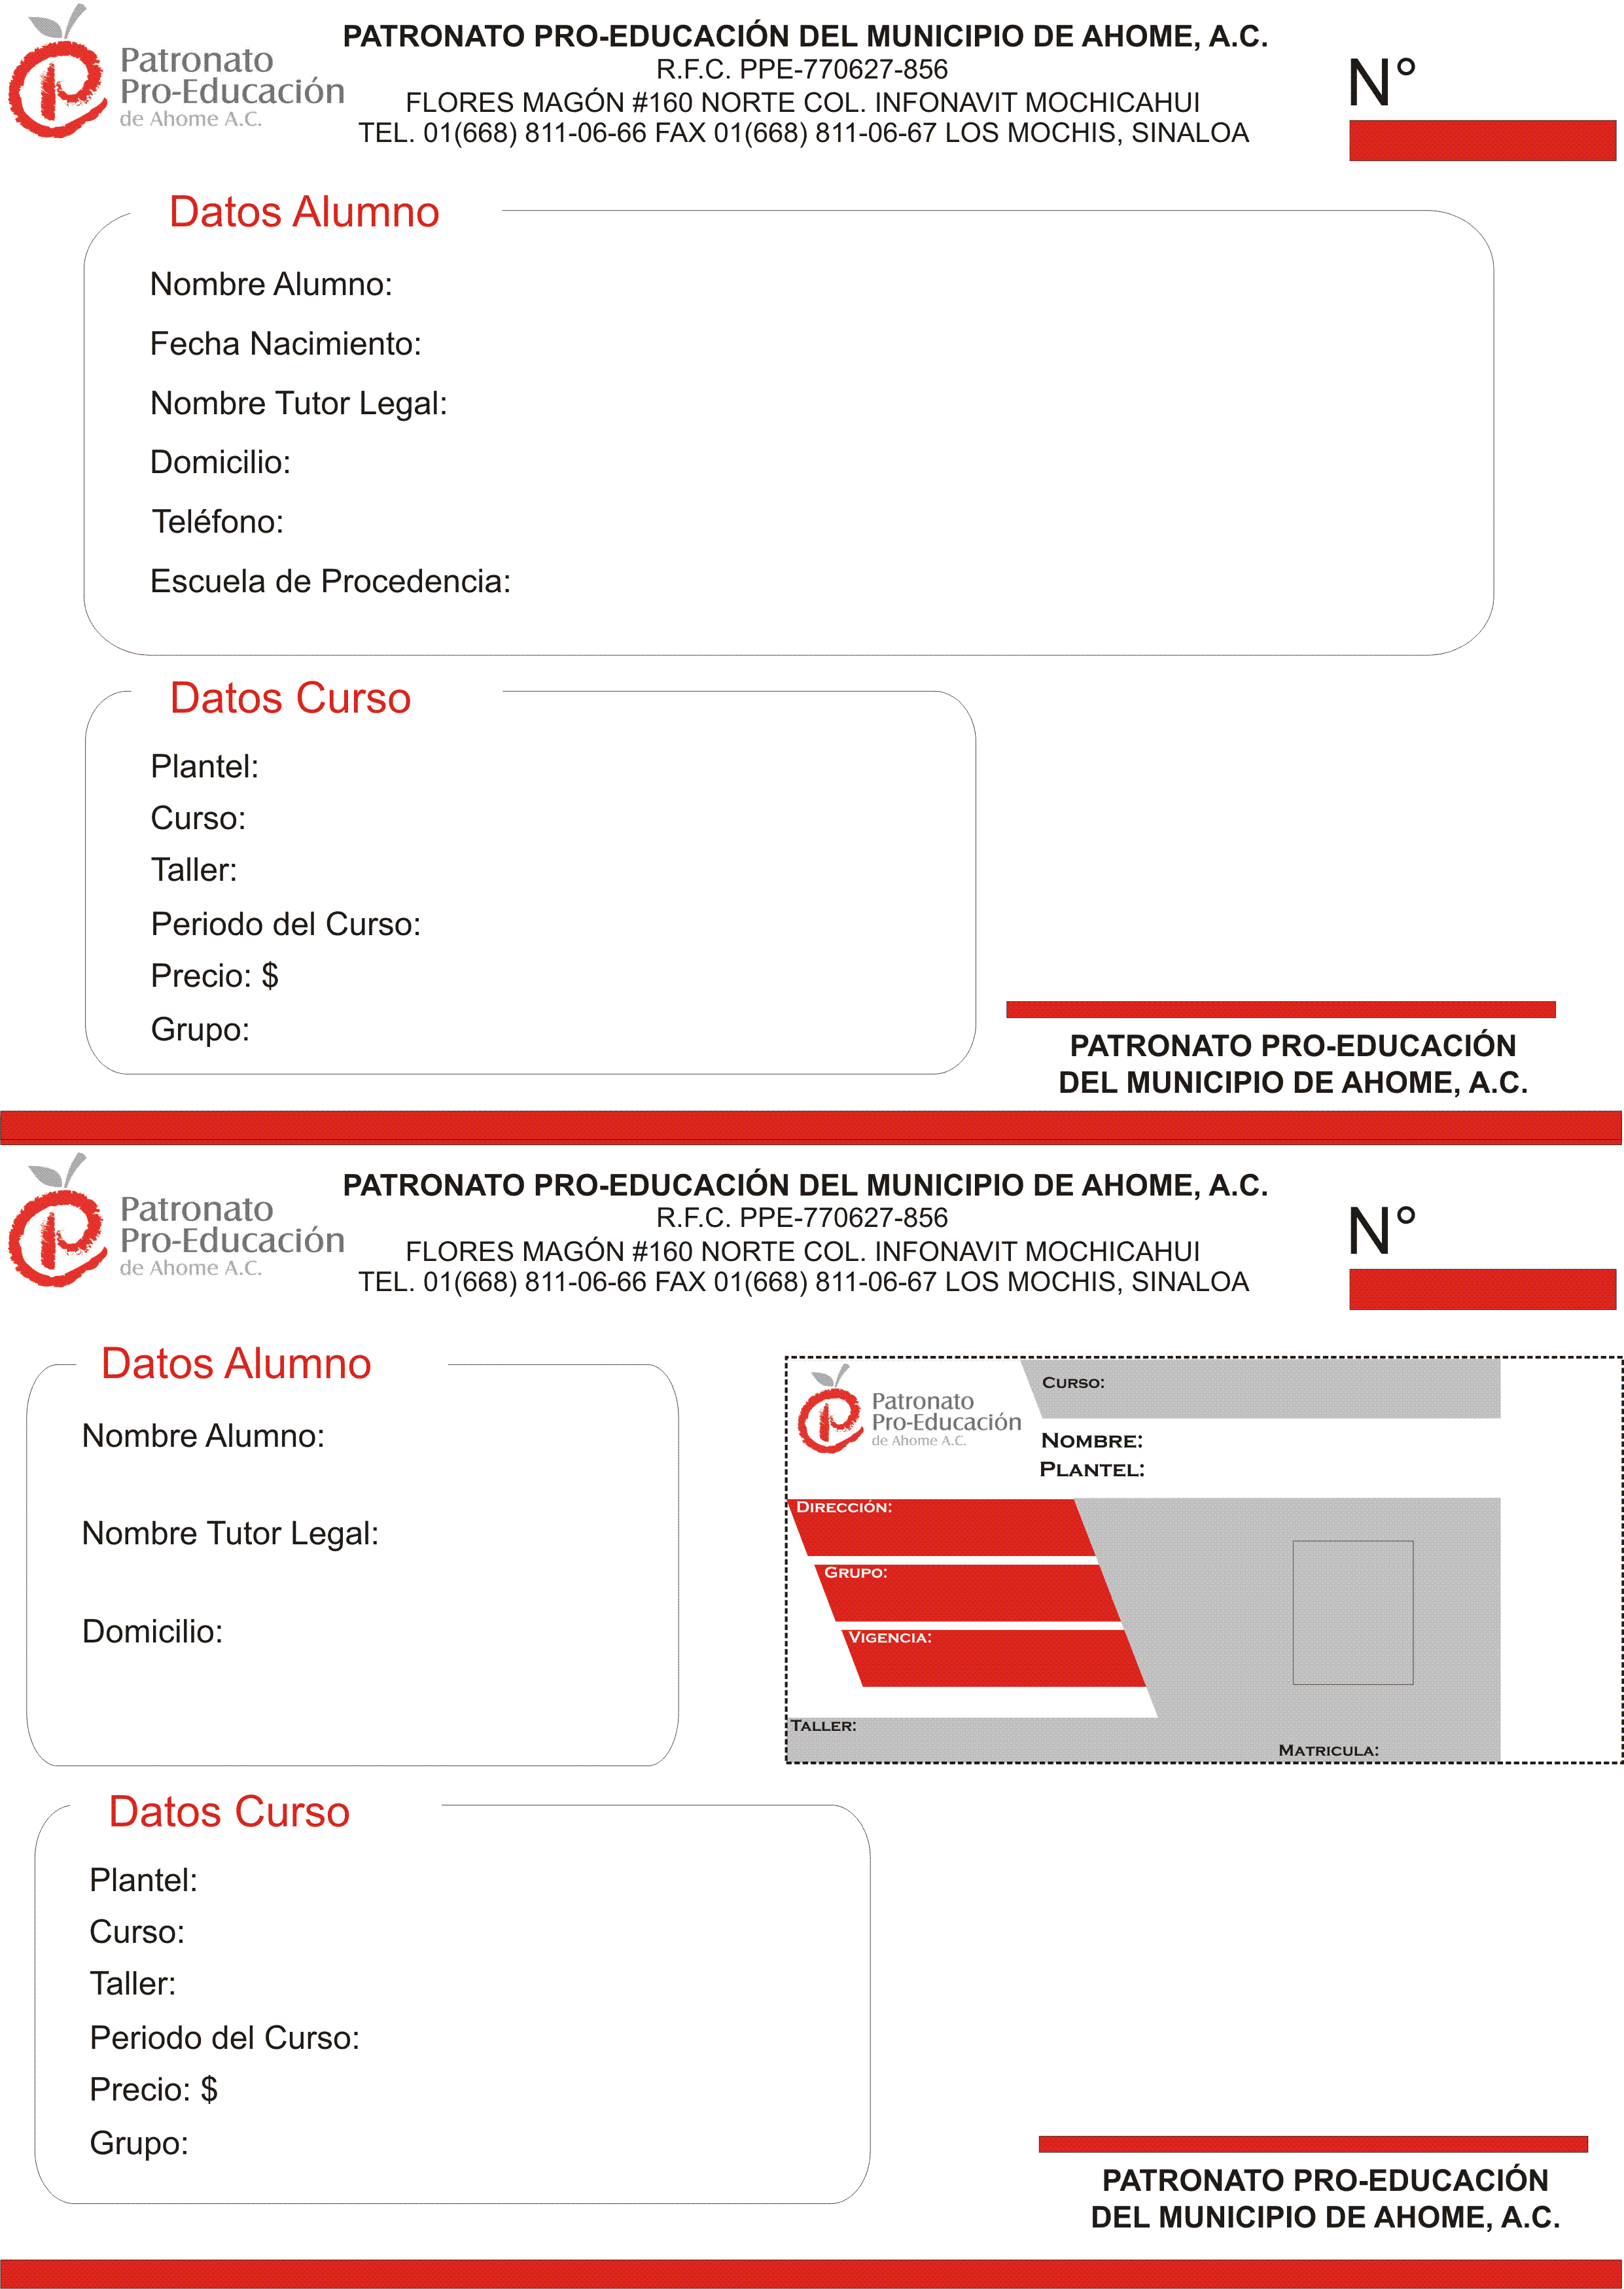 Patronato
Pro-Educación
de Ahome A.C.
PATRONATO PRO-EDUCACIÓN DEL MUNICIPIO DE AHOME, A.C.
R.F.C. PPE-770627-856
FLORES MAGÓN #160 NORTE COL. INFONAVIT MOCHICAHUI
TEL. 01(668) 811-06-66 FAX 01(668) 811-06-67 LOS MOCHIS, SINALOA
N°
Datos Alumno
Nombre Alumno:
Fecha Nacimiento:
Nombre Tutor Legal:
Domicilio:
Teléfono:
Escuela de Procedencia:
Datos Curso
Plantel:
Curso:
Taller:
Periodo del Curso:
Precio: $
Grupo:
PATRONATO PRO-EDUCACIÓN
DEL MUNICIPIO DE AHOME, A.C.
Patronato
Pro-Educación
de Ahome A.C.
PATRONATO PRO-EDUCACIÓN DEL MUNICIPIO DE AHOME, A.C.
R.F.C. PPE-770627-856
FLORES MAGÓN #160 NORTE COL. INFONAVIT MOCHICAHUI
TEL. 01(668) 811-06-66 FAX 01(668) 811-06-67 LOS MOCHIS, SINALOA
N°
Datos Alumno
Nombre Alumno:
Nombre Tutor Legal:
Domicilio:
Patronato
Pro-Educación
de Ahome A.C.
CURSO:
NOMBRE:
PLANTEL:
DIRECCIÓN:
GRUPO:
VIGENCIA:
TALLER:
MATRICULA:
Datos Curso
Plantel:
Curso:
Taller:
Periodo del Curso:
Precio: $
Grupo:
PATRONATO PRO-EDUCACIÓN
DEL MUNICIPIO DE AHOME, A.C.